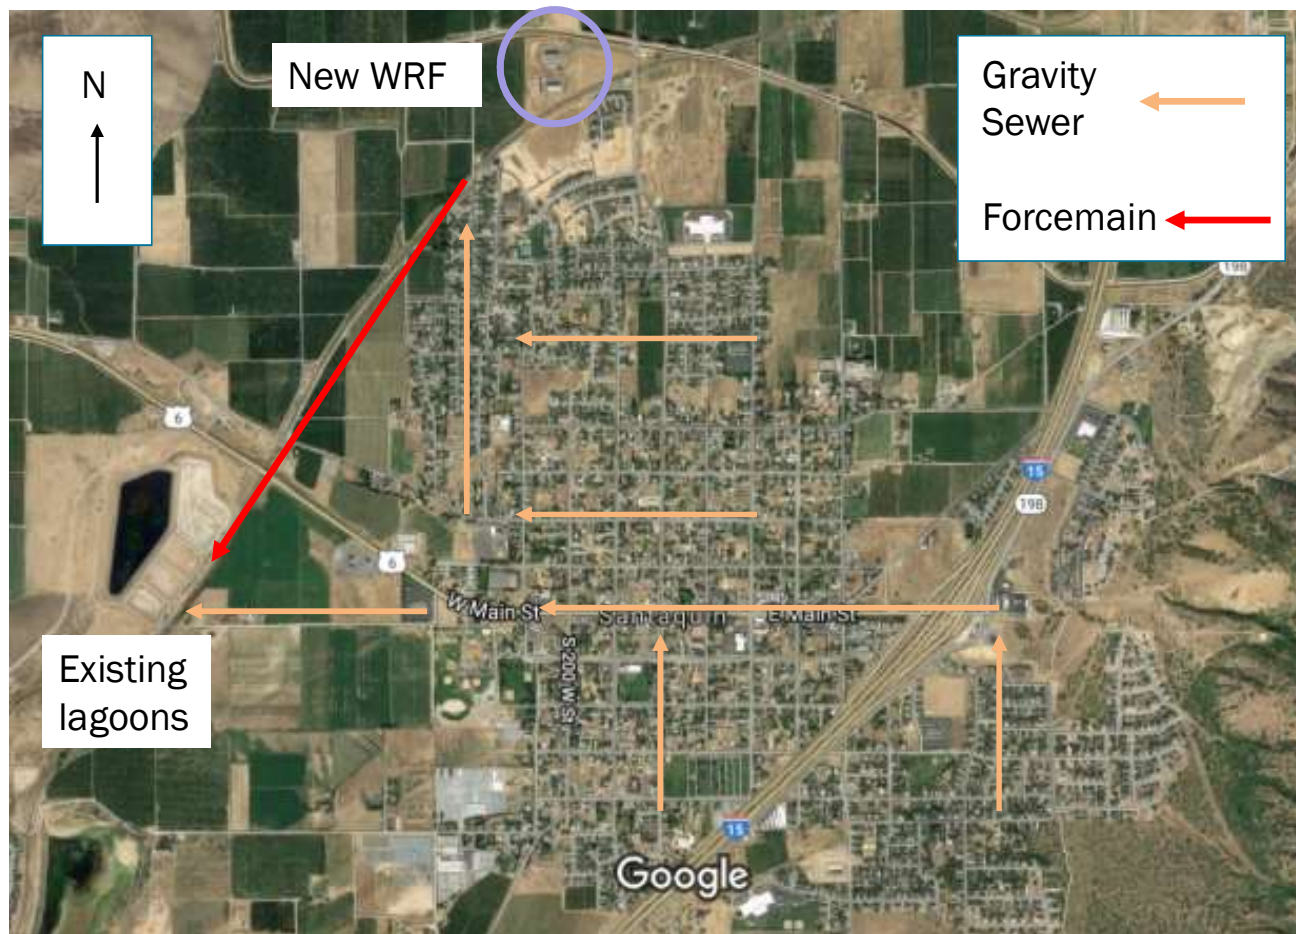 N
New WRF
Gravity
Sewer
Forcemain
198
6
15
198
6
W Main St
Santaquin
E Main St
S 200 W St
Existing
lagoons
15
Google